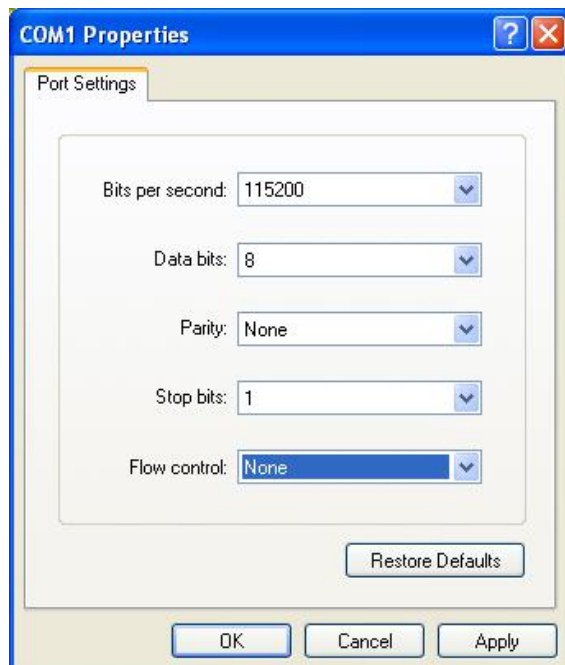 COM1 Properties
Port Settings
Bits per second: 115200
Data bits: 8
Parity: None
Stop bits: 1
Flow control: None
Restore Defaults
OK Cancel Apply